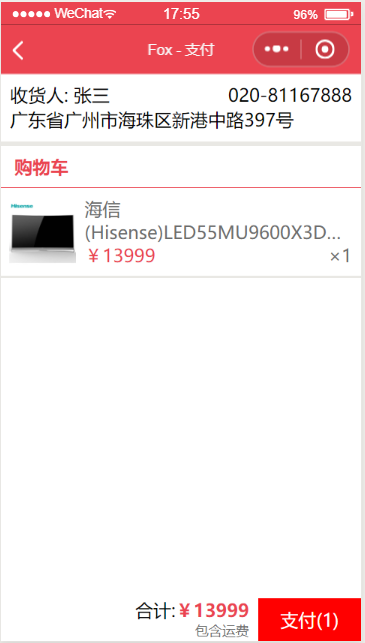 WeChat 17:55 96%
Fox - 支付
收货人: 张三 020-81167888
广东省广州市海珠区新港中路397号
购物车
Hisense
海信
(Hisense)LED55MU9600X3D...
￥13999 ×1
合计:￥13999
包含运费
支付(1)